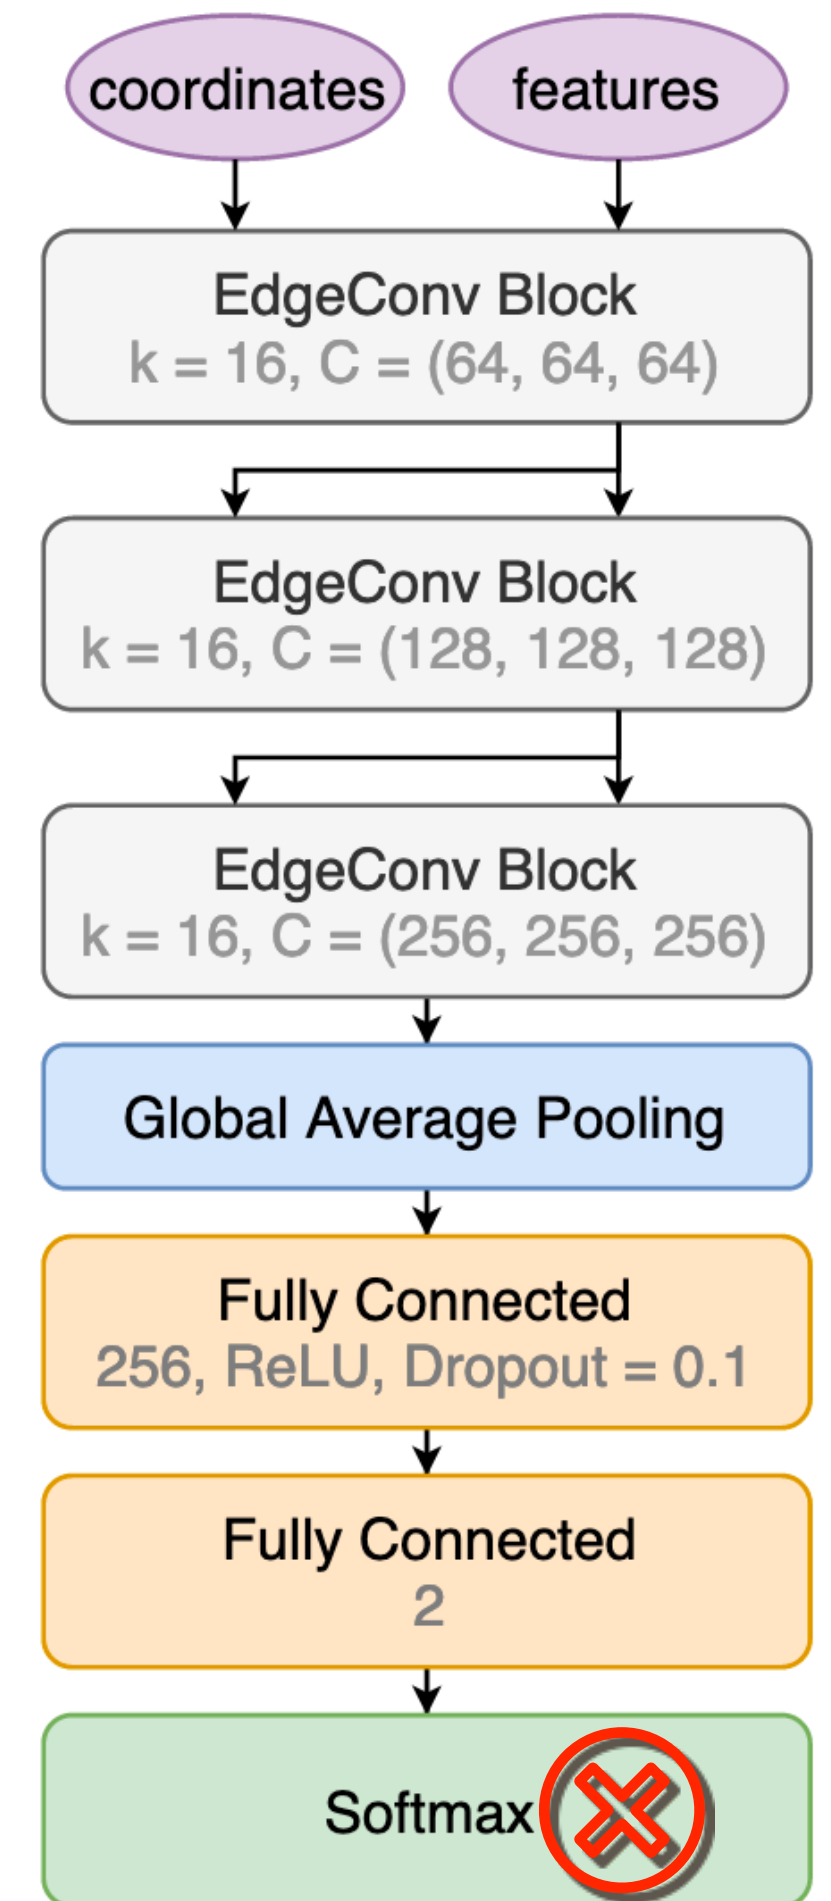 coordinates
features
EdgeConv Block
k = 16, C = (64, 64, 64)
EdgeConv Block
k = 16, C = (128, 128, 128)
EdgeConv Block
k = 16, C = (256, 256, 256)
Global Average Pooling
Fully Connected
256, ReLU, Dropout = 0.1
Fully Connected
2
Softmax